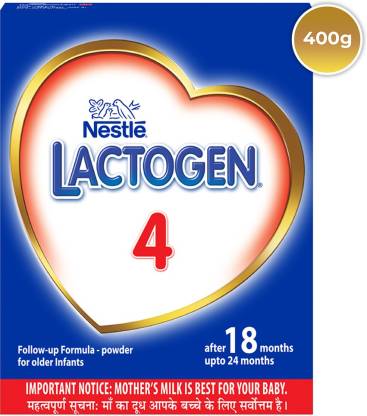 400g
Nestlé
LACTOGEN®
4
Follow-up Formula - powder
for older Infants
after 18 months
upto 24 months
IMPORTANT NOTICE: MOTHER'S MILK IS BEST FOR YOUR BABY.
महत्वपूर्ण सूचना: माँ का दूध आपके बच्चे के लिए सर्वोत्तम है।